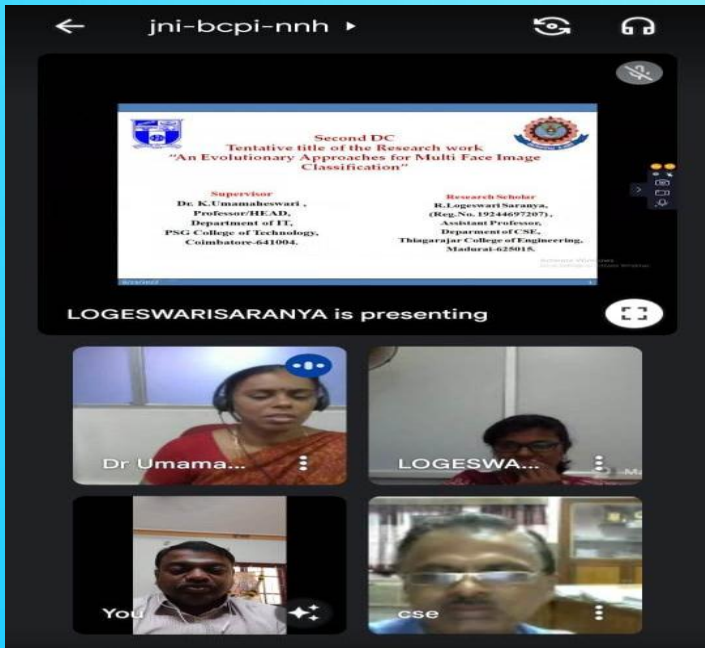 jni-bcpi-nnh
Second DC
Tentative title of the Research work
“An Evolutionary Approaches for Multi Face Image
Classification”
Supervisor
Dr. K.Umamaheswari ,
Professor/HEAD,
Department of IT,
PSG College of Technology,
Coimbatore-641004.
Research Scholar
R.Logeswari Saranya,
(Reg.No. 19244697207),
Assistant Professor,
Deparment of CSE,
Thiagarajar College of Engineering,
Madurai-625015.
LOGESWARISARANYA is presenting
Dr Umama...
LOGESWA...
You
cse